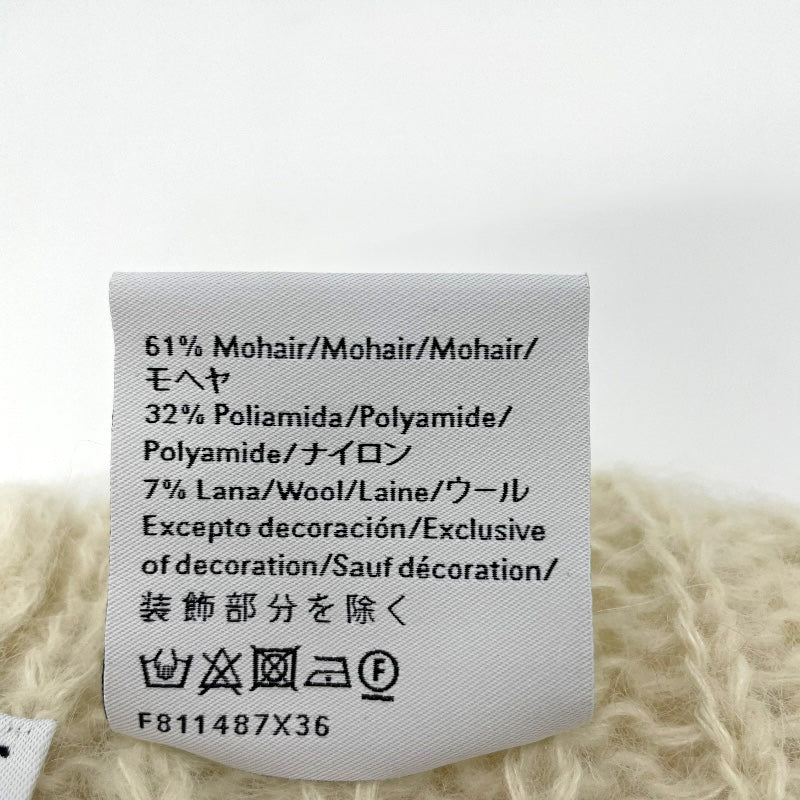 61% Mohair/Mohair/Mohair/
モヘヤ
32% Poliamida/Polyamide/
Polyamide/ナイロン
7% Lana/Wool/Laine/ウール
Excepto decoración/Exclusive
of decoration/Sauf décoration/
装飾部分を除く
F
F811487X36